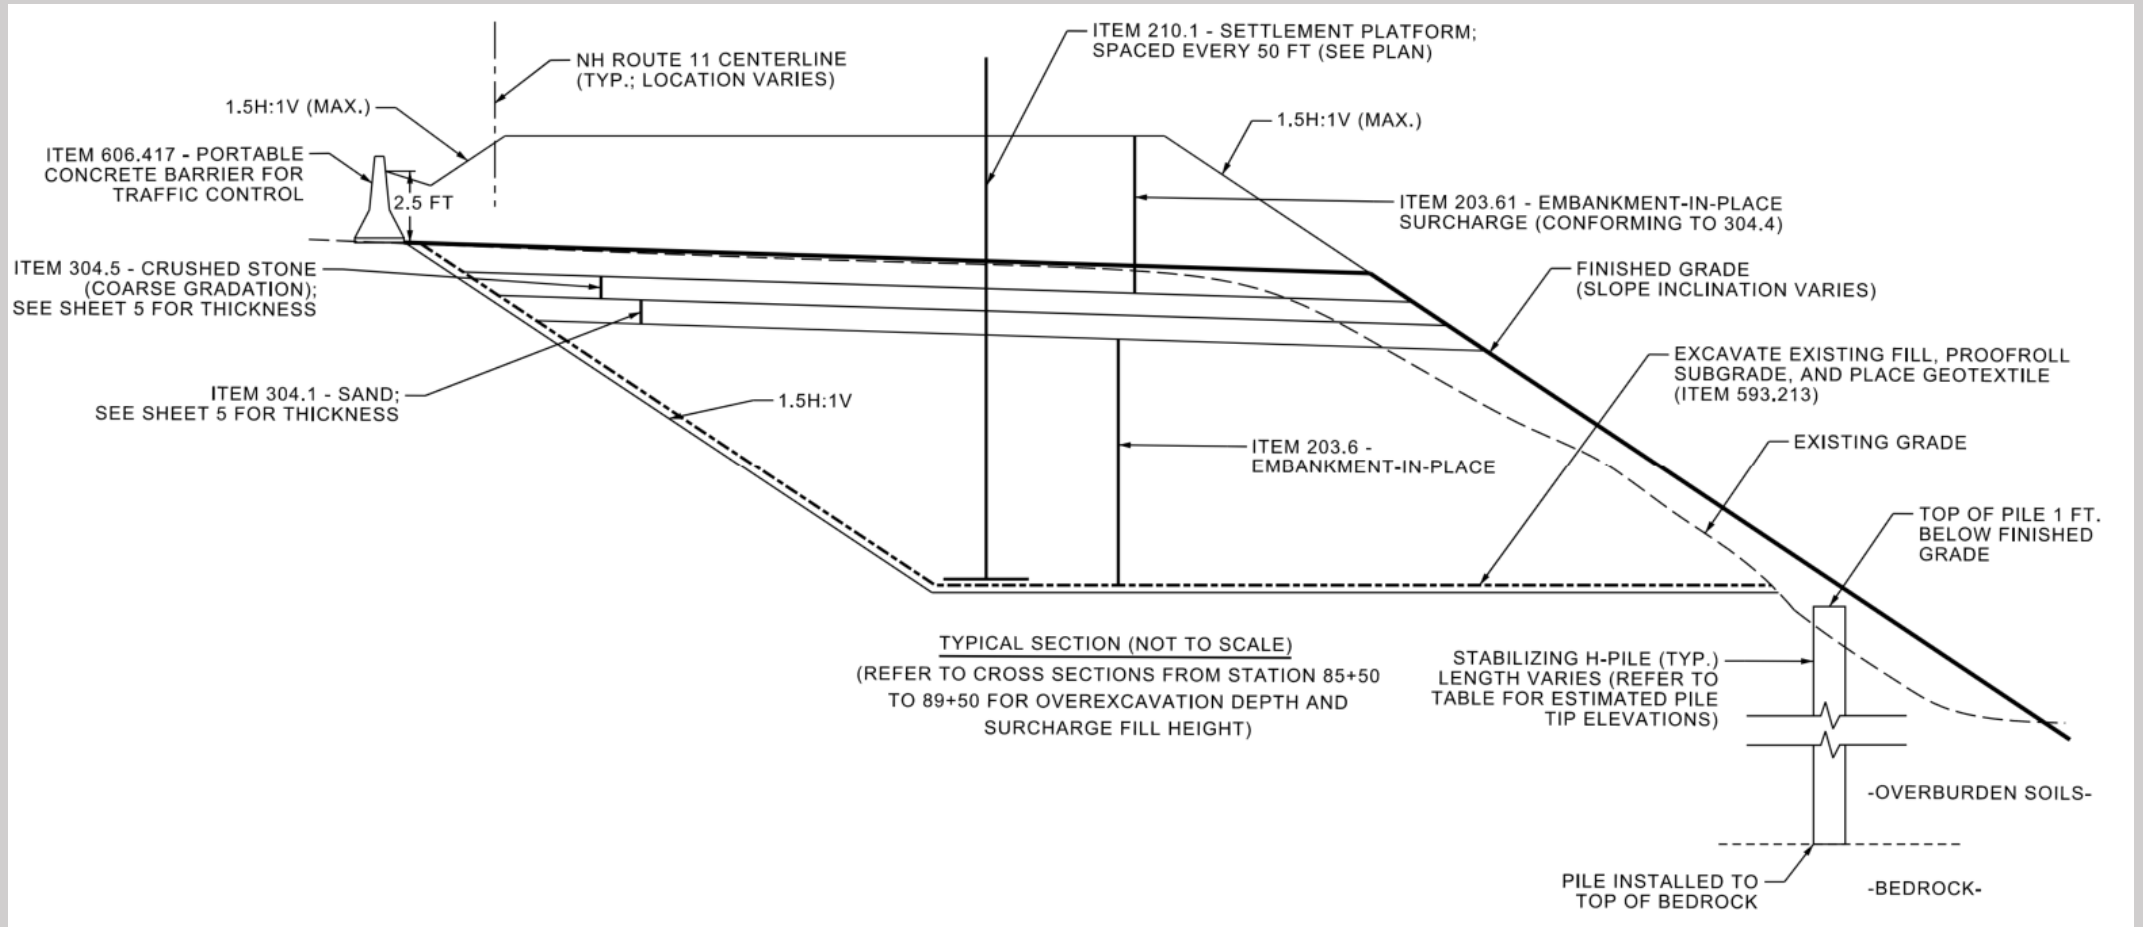 ITEM 210.1 - SETTLEMENT PLATFORM;
SPACED EVERY 50 FT (SEE PLAN)
NH ROUTE 11 CENTERLINE
(TYP.; LOCATION VARIES)
1.5H:1V (MAX.)
1.5H:1V (MAX.)
ITEM 606.417 - PORTABLE
CONCRETE BARRIER FOR
TRAFFIC CONTROL
2.5 FT
ITEM 203.61 - EMBANKMENT-IN-PLACE
SURCHARGE (CONFORMING TO 304.4)
ITEM 304.5 - CRUSHED STONE
(COARSE GRADATION);
SEE SHEET 5 FOR THICKNESS
FINISHED GRADE
(SLOPE INCLINATION VARIES)
EXCAVATE EXISTING FILL, PROOFROLL
SUBGRADE, AND PLACE GEOTEXTILE
(ITEM 593.213)
ITEM 304.1 - SAND;
SEE SHEET 5 FOR THICKNESS
1.5H:1V
ITEM 203.6 -
EMBANKMENT-IN-PLACE
EXISTING GRADE
TOP OF PILE 1 FT.
BELOW FINISHED
GRADE
TYPICAL SECTION (NOT TO SCALE)
(REFER TO CROSS SECTIONS FROM STATION 85+50
TO 89+50 FOR OVEREXCAVATION DEPTH AND
SURCHARGE FILL HEIGHT)
STABILIZING H-PILE (TYP.)
LENGTH VARIES (REFER TO
TABLE FOR ESTIMATED PILE
TIP ELEVATIONS)
-OVERBURDEN SOILS-
PILE INSTALLED TO
TOP OF BEDROCK
-BEDROCK-